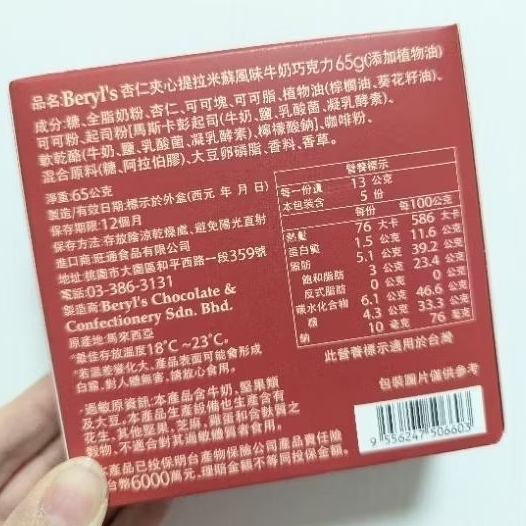 品名:Beryl's 杏仁夾心提拉米蘇風味牛奶巧克力 65g(添加植物油)
成分:糖、全脂奶粉、杏仁、可可塊、可可脂、植物油(棕櫚油、葵花籽油)、
可可粉、起司粉[馬斯卡彭起司(牛奶、鹽、乳酸菌、凝乳酵素)、
軟乾酪(牛奶、鹽、乳酸菌、凝乳酵素)、檸檬酸鈉]、咖啡粉、
混合原料(糖、阿拉伯膠)、大豆卵磷脂、香料、香草。
淨重:65公克
製造/有效日期:標示於外盒(西元 年 月 日)
保存期限:12個月
保存方法:存放陰涼乾燥處、避免陽光直射
進口商:旺通食品有限公司
地址:桃園市大園區和平西路一段359號
電話:03-386-3131
製造商:Beryl's Chocolate &
Confectionery Sdn. Bhd.
原產地:馬來西亞
*最佳存放溫度18°C ~23°C。
*若溫差變化大,產品表面可能會形成
白霜,對人體無害,請放心食用。
*過敏原資訊:本產品含牛奶、堅果類
及大豆,本產品生產設備也生產含有
花生、其他堅果、芝麻、雞蛋和含麩質之
穀物,不適合對其過敏體質者食用。
本產品已投保明台產物保險公司產品責任險
台幣6000萬元,理賠金額不等同投保金額。
營養標示
每一份量 13 公克
本包裝含 5 份
每份 每100公克
熱量 76 大卡 586 大卡
蛋白質 1.5 公克 11.6 公克
脂肪 5.1 公克 39.2 公克
飽和脂肪 3 公克 23.4 公克
反式脂肪 0 公克 0 公克
碳水化合物 6.1 公克 46.6 公克
糖 4.3 公克 33.3 公克
鈉 10 毫克 76 毫克
此營養標示適用於台灣
包裝圖片僅供參考
9 556247 506603